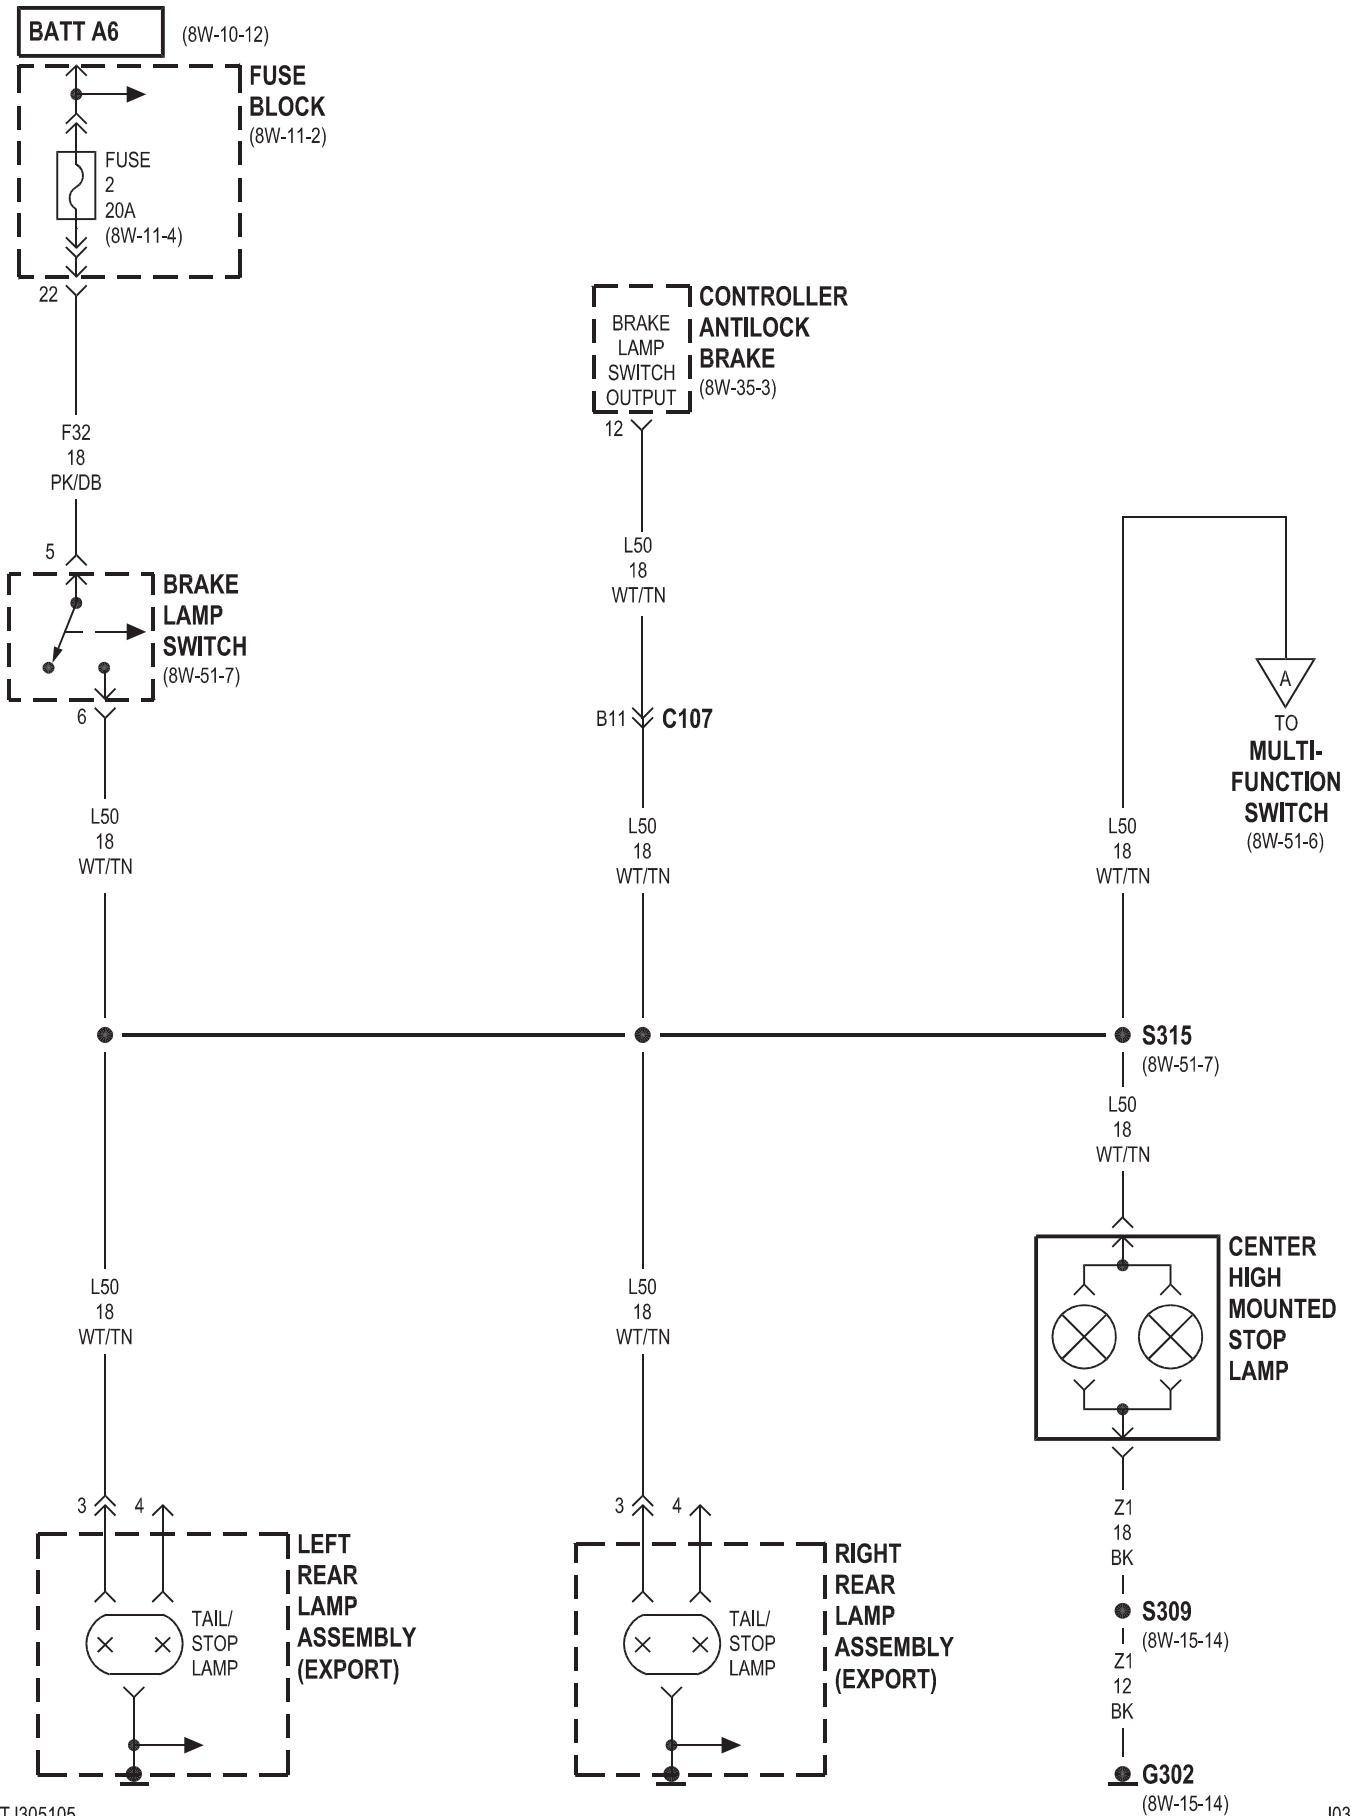 BATT A6
(8W-10-12)
FUSE
BLOCK
(8W-11-2)
FUSE
2
20A
(8W-11-4)
22
F32
18
PK/DB
5
BRAKE
LAMP
SWITCH
(8W-51-7)
6
L50
18
WT/TN
BRAKE
LAMP
SWITCH
OUTPUT
CONTROLLER
ANTILOCK
BRAKE
(8W-35-3)
12
L50
18
WT/TN
B11
C107
L50
18
WT/TN
A
TO
MULTI-
FUNCTION
SWITCH
(8W-51-6)
L50
18
WT/TN
S315
(8W-51-7)
L50
18
WT/TN
L50
18
WT/TN
L50
18
WT/TN
CENTER
HIGH
MOUNTED
STOP
LAMP
3
4
LEFT
REAR
LAMP
ASSEMBLY
(EXPORT)
TAIL/
STOP
LAMP
3
4
RIGHT
REAR
LAMP
ASSEMBLY
(EXPORT)
TAIL/
STOP
LAMP
Z1
18
BK
S309
(8W-15-14)
Z1
12
BK
G302
(8W-15-14)